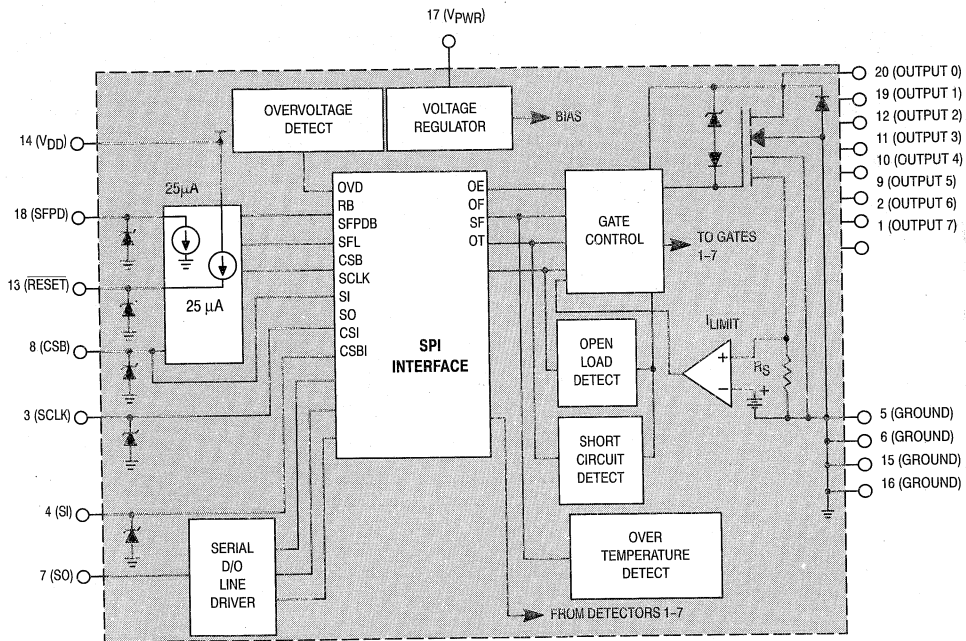 17 (VPWR)
20 (OUTPUT 0)
19 (OUTPUT 1)
12 (OUTPUT 2)
11 (OUTPUT 3)
10 (OUTPUT 4)
9 (OUTPUT 5)
2 (OUTPUT 6)
1 (OUTPUT 7)
OVERVOLTAGE
DETECT
VOLTAGE
REGULATOR
BIAS
14 (VDD)
25µA
18 (SFPD)
13 (RESET)
25 µA
8 (CSB)
3 (SCLK)
4 (SI)
7 (SO)
OVD
RB
SFPDB
SFL
CSB
SCLK
SI
SO
CSI
CSBI
OE
OF
SF
OT
SPI
INTERFACE
GATE
CONTROL
TO GATES
1–7
ILIMIT
+
–
RS
+
OPEN
LOAD
DETECT
SHORT
CIRCUIT
DETECT
OVER
TEMPERATURE
DETECT
5 (GROUND)
6 (GROUND)
15 (GROUND)
16 (GROUND)
SERIAL
D/O
LINE
DRIVER
FROM DETECTORS 1–7